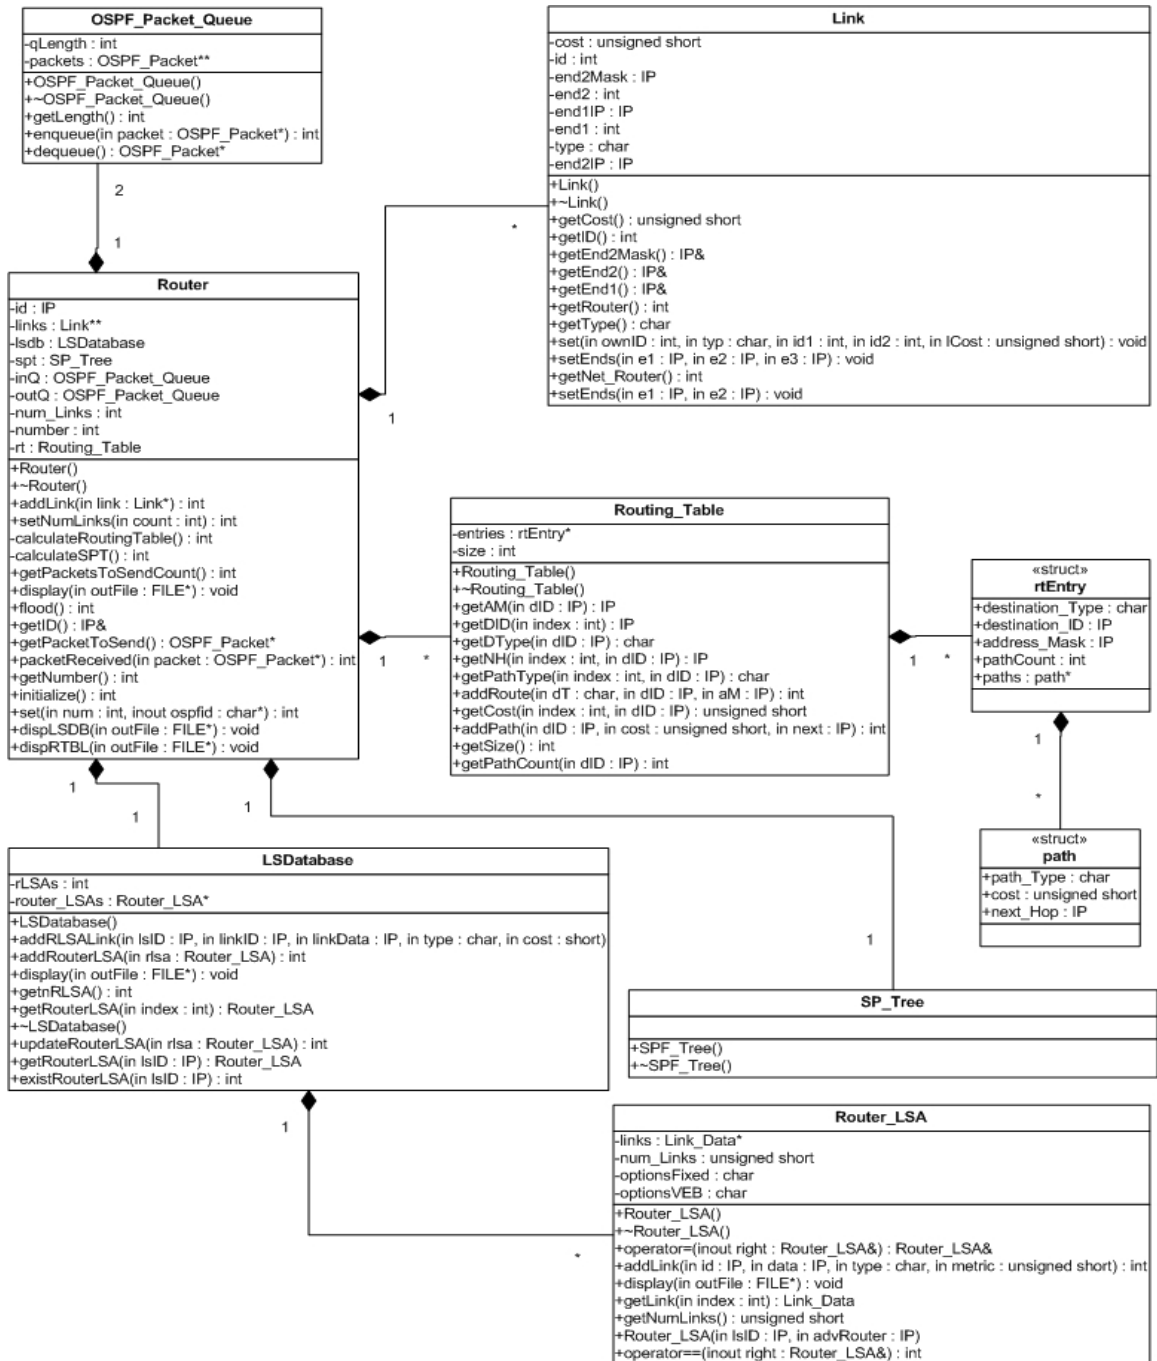 OSPF_Packet_Queue
-qLength : int
-packets : OSPF_Packet**
+OSPF_Packet_Queue()
+~OSPF_Packet_Queue()
+getLength() : int
+enqueue(in packet : OSPF_Packet*) : int
+dequeue() : OSPF_Packet*
2
1
Link
-cost : unsigned short
-id : int
-end2Mask : IP
-end2 : int
-end1IP : IP
-end1 : int
-type : char
-end2IP : IP
+Link()
+~Link()
+getCost() : unsigned short
+getID() : int
+getEnd2Mask() : IP&
+getEnd2() : IP&
+getEnd1() : IP&
+getRouter() : int
+getType() : char
+set(in ownID : int, in typ : char, in id1 : int, in id2 : int, in lCost : unsigned short) : void
+setEnds(in e1 : IP, in e2 : IP, in e3 : IP) : void
+getNet_Router() : int
+setEnds(in e1 : IP, in e2 : IP) : void
*
1
Router
-id : IP
-links : Link**
-lsdb : LSDatabase
-spt : SP_Tree
-inQ : OSPF_Packet_Queue
-outQ : OSPF_Packet_Queue
-num_Links : int
-number : int
-rt : Routing_Table
+Router()
+~Router()
+addLink(in link : Link*) : int
+setNumLinks(in count : int) : int
-calculateRoutingTable() : int
-calculateSPT() : int
+getPacketsToSendCount() : int
+display(in outFile : FILE*) : void
+flood() : int
+getID() : IP&
+getPacketToSend() : OSPF_Packet*
+packetReceived(in packet : OSPF_Packet*) : int
+getNumber() : int
+initialize() : int
+set(in num : int, inout ospfid : char*) : int
+dispLSDB(in outFile : FILE*) : void
+dispRTBL(in outFile : FILE*) : void
1
*
Routing_Table
-entries : rtEntry*
-size : int
+Routing_Table()
+~Routing_Table()
+getAM(in dID : IP) : IP
+getDID(in index : int) : IP
+getDType(in dID : IP) : char
+getNH(in index : int, in dID : IP) : IP
+getPathType(in index : int, in dID : IP) : char
+addRoute(in dT : char, in dID : IP, in aM : IP) : int
+getCost(in index : int, in dID : IP) : unsigned short
+addPath(in dID : IP, in cost : unsigned short, in next : IP) : int
+getSize() : int
+getPathCount(in dID : IP) : int
1
*
«struct»
rtEntry
+destination_Type : char
+destination_ID : IP
+address_Mask : IP
+pathCount : int
+paths : path*
1
*
«struct»
path
+path_Type : char
+cost : unsigned short
+next_Hop : IP
1
1
1
1
LSDatabase
-rLSAs : int
-router_LSAs : Router_LSA*
+LSDatabase()
+addRLSALink(in lsID : IP, in linkID : IP, in linkData : IP, in type : char, in cost : short)
+addRouterLSA(in rlsa : Router_LSA) : int
+display(in outFile : FILE*) : void
+getnRLSA() : int
+getRouterLSA(in index : int) : Router_LSA
+~LSDatabase()
+updateRouterLSA(in rlsa : Router_LSA) : int
+getRouterLSA(in lsID : IP) : Router_LSA
+existRouterLSA(in lsID : IP) : int
SP_Tree
+SPF_Tree()
+~SPF_Tree()
1
*
Router_LSA
-links : Link_Data*
-num_Links : unsigned short
-optionsFixed : char
-optionsVEB : char
+Router_LSA()
+~Router_LSA()
+operator=(inout right : Router_LSA&) : Router_LSA&
+addLink(in id : IP, in data : IP, in type : char, in metric : unsigned short) : int
+display(in outFile : FILE*) : void
+getLink(in index : int) : Link_Data
+getNumLinks() : unsigned short
+Router_LSA(in lsID : IP, in advRouter : IP)
+operator==(inout right : Router_LSA&) : int